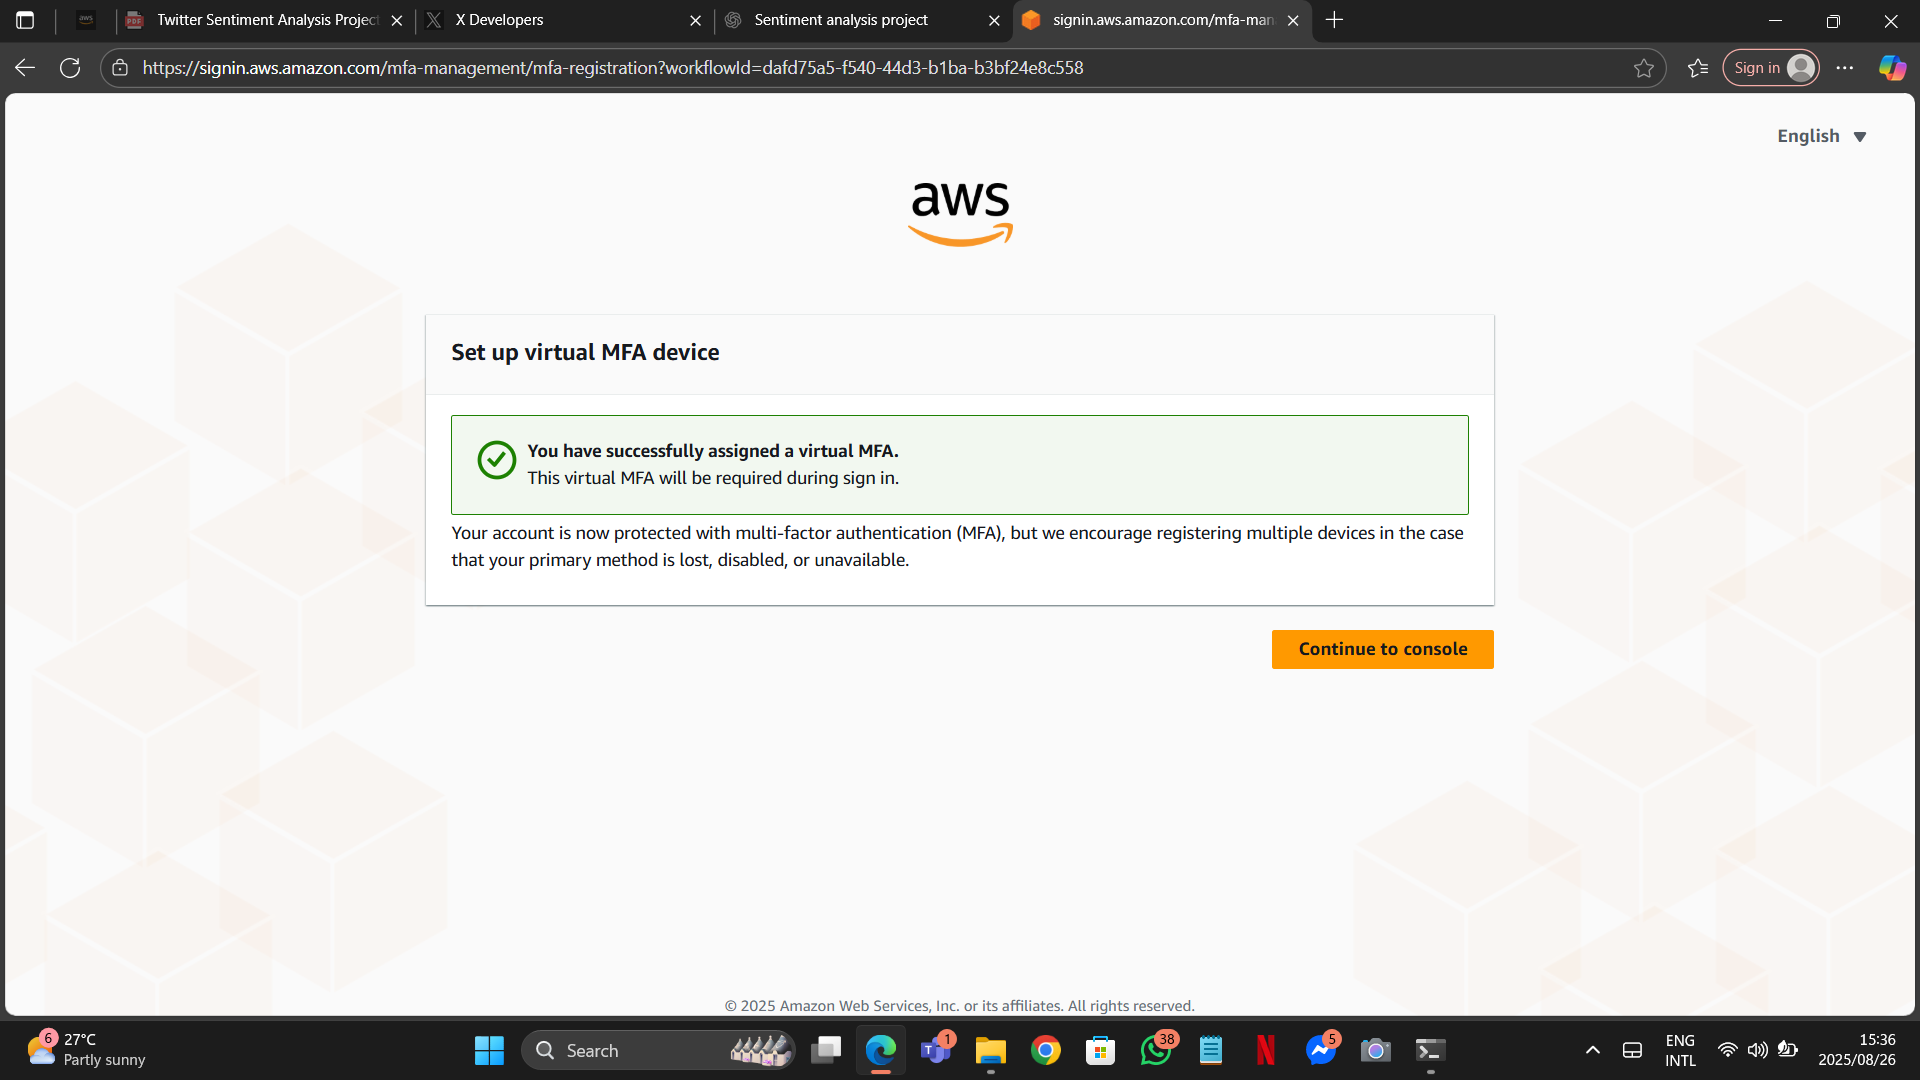 aws
Twitter Sentiment Analysis Project
X Developers
Sentiment analysis project
signin.aws.amazon.com/mfa-man
https://signin.aws.amazon.com/mfa-management/mfa-registration?workflowId=dafd75a5-f540-44d3-b1ba-b3bf24e8c558
Sign in
English
aws
Set up virtual MFA device
You have successfully assigned a virtual MFA.
This virtual MFA will be required during sign in.
Your account is now protected with multi-factor authentication (MFA), but we encourage registering multiple devices in the case
that your primary method is lost, disabled, or unavailable.
Continue to console
© 2025 Amazon Web Services, Inc. or its affiliates. All rights reserved.
6
27°C
Partly sunny
Search
1
38
5
ENG
INTL
15:36
2025/08/26